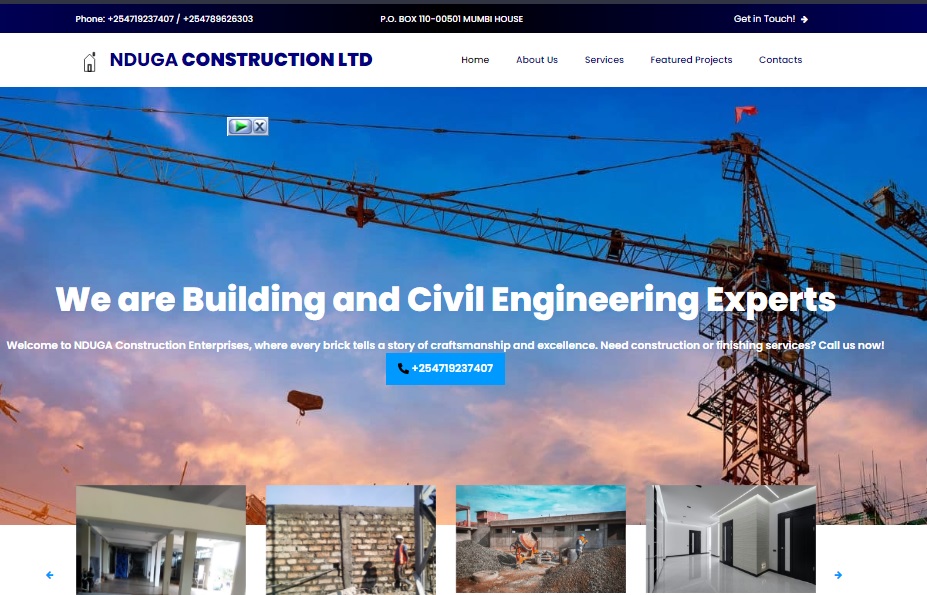 Phone: +254719237407 / +254789626303
P.O. BOX 110-00501 MUMBI HOUSE
Get in Touch!
NDUGA CONSTRUCTION LTD
Home
About Us
Services
Featured Projects
Contacts
We are Building and Civil Engineering Experts
Welcome to NDUGA Construction Enterprises, where every brick tells a story of craftsmanship and excellence. Need construction or finishing services? Call us now!
+254719237407